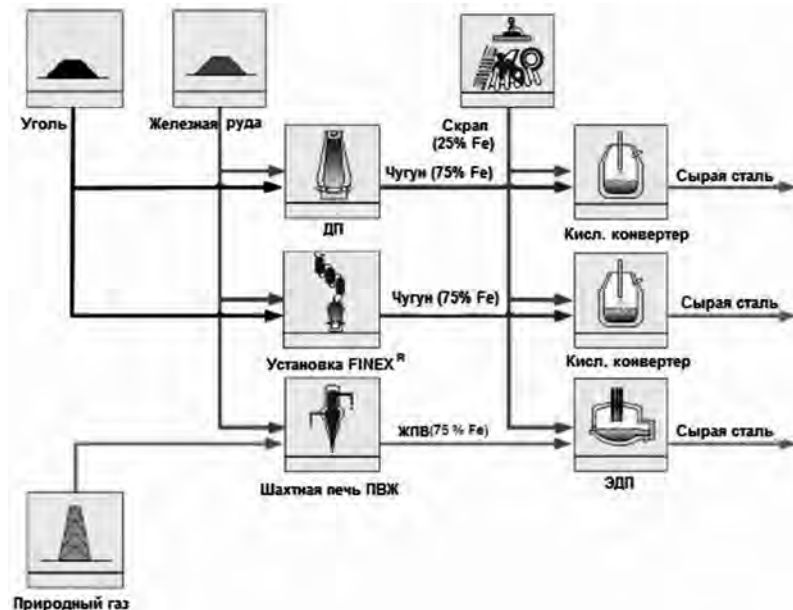 Уголь
Железная руда
Скрап
(25% Fe)
Чугун (75% Fe)
Сырая сталь
ДП
Кисл. конвертер
Чугун (75% Fe)
Сырая сталь
Установка FINEX R
Кисл. конвертер
ЖПВ(75 % Fe)
Сырая сталь
Шахтная печь ПВЖ
ЭДП
Природный газ